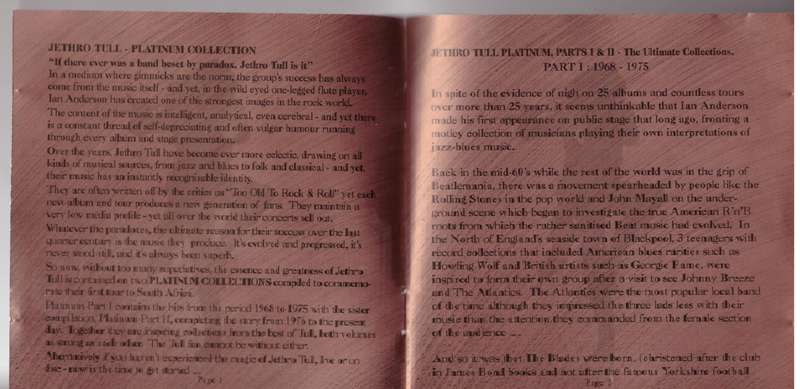 JETHRO TULL - PLATINUM COLLECTION
"If there ever was a band beset by paradox, Jethro Tull is it"
In a medium where gimmicks are the norm, the group's success has always
come from the music itself - and yet, in the wild eyed one-legged flute player,
Ian Anderson has created one of the strongest images in the rock world.
The content of the music is intelligent, analytical, even cerebral - and yet there
is a constant thread of self-depreciating and often vulgar humour running
through every album and stage presentation.
Over the years, Jethro Tull have become ever more eclectic, drawing on all
kinds of musical sources, from jazz and blues to folk and classical - and yet,
their music has an instantly recognisable identity.
They are often written off by the critics as "Too Old To Rock & Roll" yet each
new album and tour produces a new generation of fans. They maintain a
very low media profile - yet all over the world their concerts sell out.
Whatever the paradoxes, the ultimate reason for their success over the last
quarter century is the music they produce. It's evolved and progressed, it's
never stood still, and it's always been superb.
So now, without too many superlatives, the essence and greatness of Jethro
Tull is contained on two PLATINUM COLLECTIONS compiled to commemo-
rate their first tour to South Africa.
Platinum Part I contains the hits from the period 1968 to 1975 with the sister
compilation, Platinum Part II, completing the story from 1976 to the present
day. Together they are inspiring collections from the best of Tull, both volumes
as strong as each other. The Tull fan cannot be without either.
Alternatively if you haven't experienced the magic of Jethro Tull, live or on
disc - now is the time to get started ....
Page 1
JETHRO TULL PLATINUM, PARTS I & II - The Ultimate Collections.
PART I : 1968 - 1975
In spite of the evidence of nigh on 25 albums and countless tours
over more than 25 years, it seems unthinkable that Ian Anderson
made his first appearance on public stage that long ago, fronting a
motley collection of musicians playing their own interpretations of
jazz-blues music.
Back in the mid-60's while the rest of the world was in the grip of
Beatlemania, there was a movement spearheaded by people like the
Rolling Stones in the pop world and John Mayall on the under-
ground scene which began to investigate the true American R'n'B
roots from which the rather sanitised Beat music had evolved. In
the North of England's seaside town of Blackpool, 3 teenagers with
record collections that included American blues rarities such as
Howling Wolf and British artists such as Georgie Fame, were
inspired to form their own group after a visit to see Johnny Breeze
and The Atlantics. The Atlantics were the most popular local band
of the time although they impressed the three lads less with their
music than the attention they commanded from the female section
of the audience ....
And so it was that The Blades were born, (christened after the club
in James Bond books and not after the famous Yorkshire football
Page